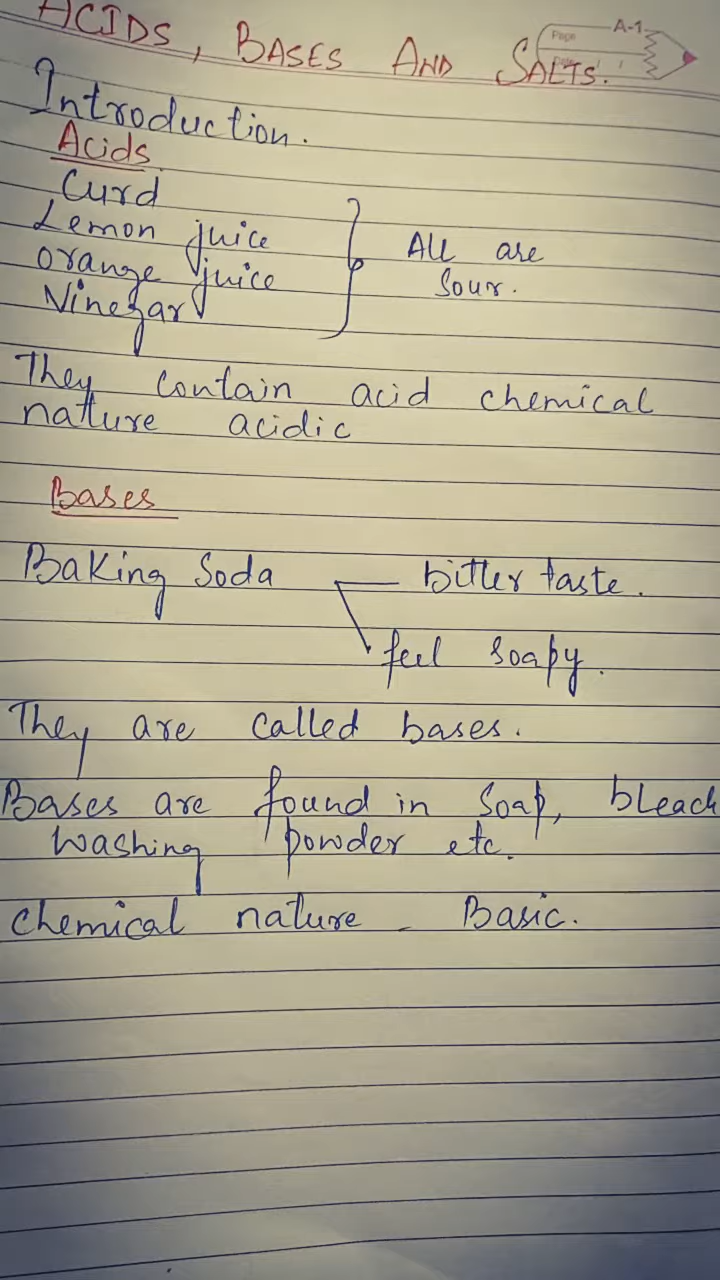 ACIDS, BASES AND SALTS.
Page A-1
Introduction.
Acids
Curd
Lemon juice
Orange juice
Vinegar
All are
Sour.
They contain acid chemical
nature acidic
Bases
Baking Soda — bitter taste.
feel soapy.
They are called bases.
Bases are found in Soap, bleach
washing powder etc.
Chemical nature - Basic.